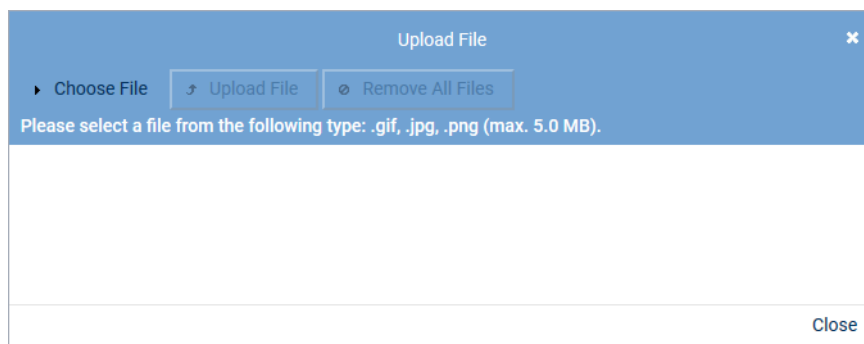 Upload File
Choose File Upload File Remove All Files
Please select a file from the following type: .gif, .jpg, .png (max. 5.0 MB).
Close